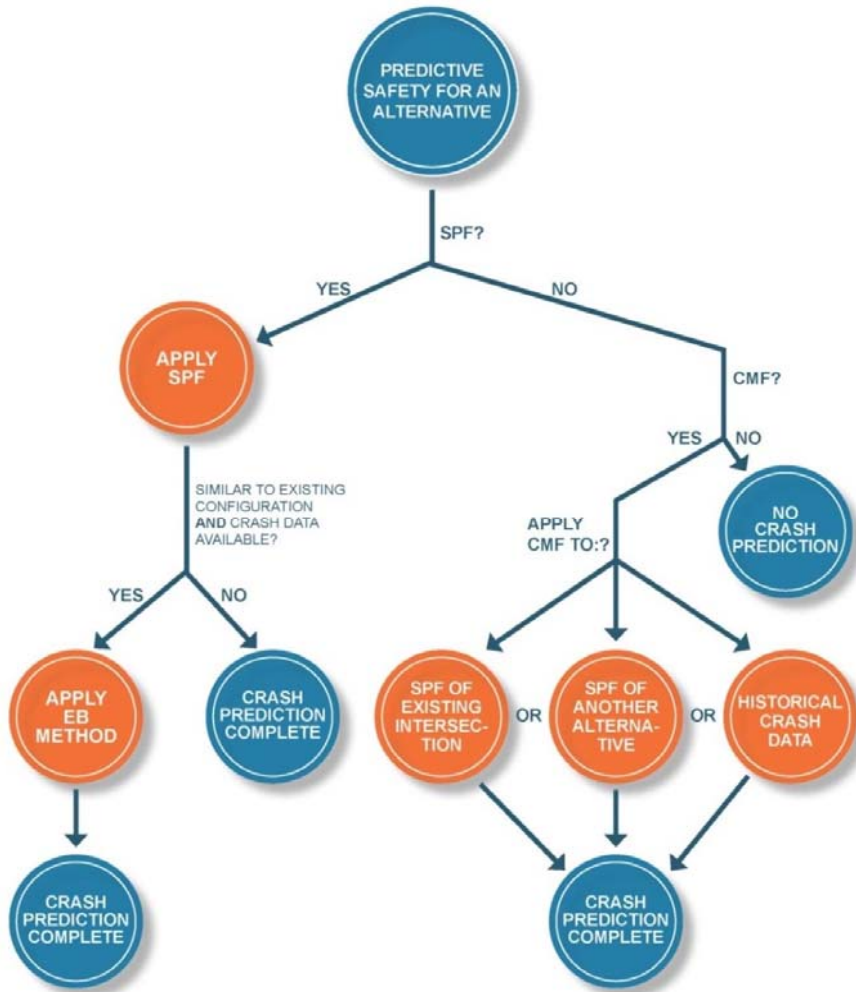 PREDICTIVE
SAFETY FOR AN
ALTERNATIVE
SPF?
YES
NO
APPLY
SPF
CMF?
YES
NO
SIMILAR TO EXISTING
CONFIGURATION
AND CRASH DATA
AVAILABLE?
NO
CRASH
PREDICTION
APPLY
CMF TO:?
YES
NO
APPLY
EB
METHOD
CRASH
PREDICTION
COMPLETE
SPF OF
EXISTING
INTERSEC-
TION
OR
SPF OF
ANOTHER
ALTERNA-
TIVE
OR
HISTORICAL
CRASH
DATA
CRASH
PREDICTION
COMPLETE
CRASH
PREDICTION
COMPLETE